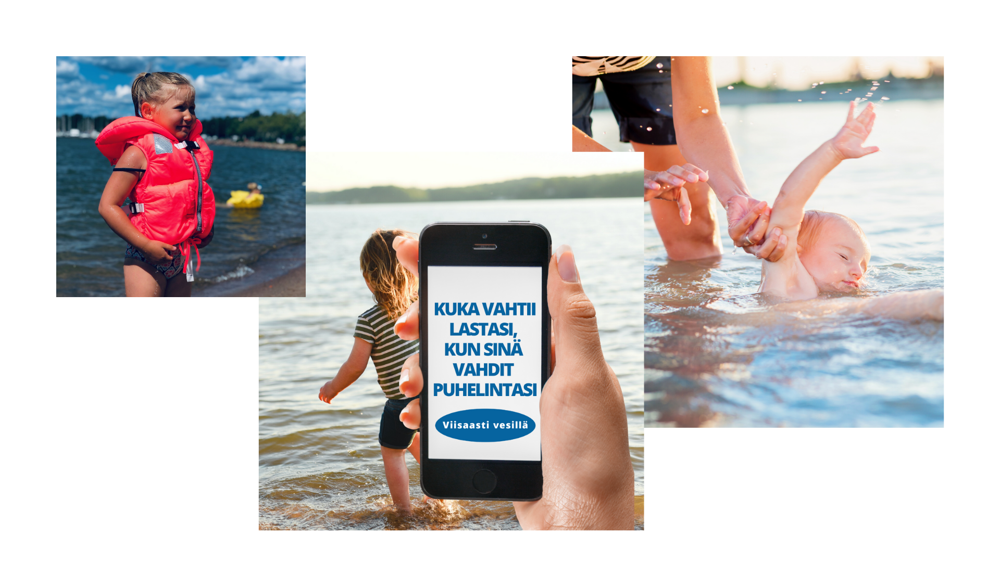 KUKA VAHTII
LASTASI,
KUN SINÄ
VAHDIT
PUHELINTASI
Viisaasti vesillä